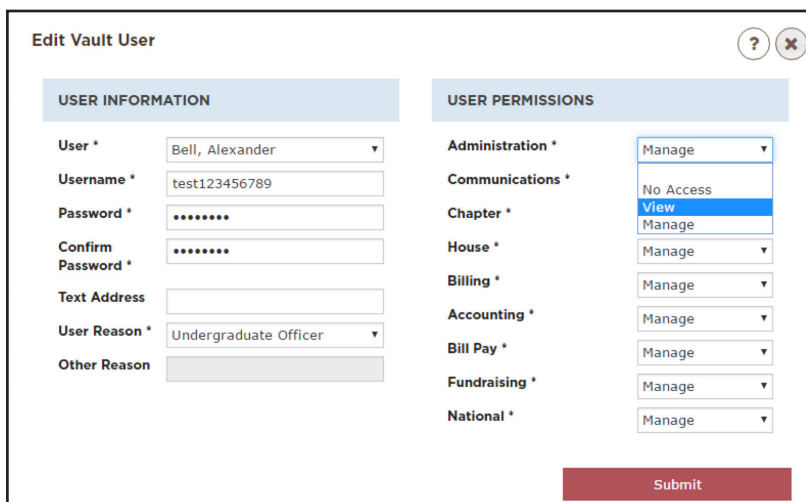 Edit Vault User
?
USER INFORMATION
User *
Bell, Alexander
Username *
test123456789
Password *
••••••••
Confirm
Password *
••••••••
Text Address
User Reason *
Undergraduate Officer
Other Reason
USER PERMISSIONS
Administration *
Manage
No Access
View
Manage
Communications *
Chapter *
House *
Manage
Billing *
Manage
Accounting *
Manage
Bill Pay *
Manage
Fundraising *
Manage
National *
Manage
Submit